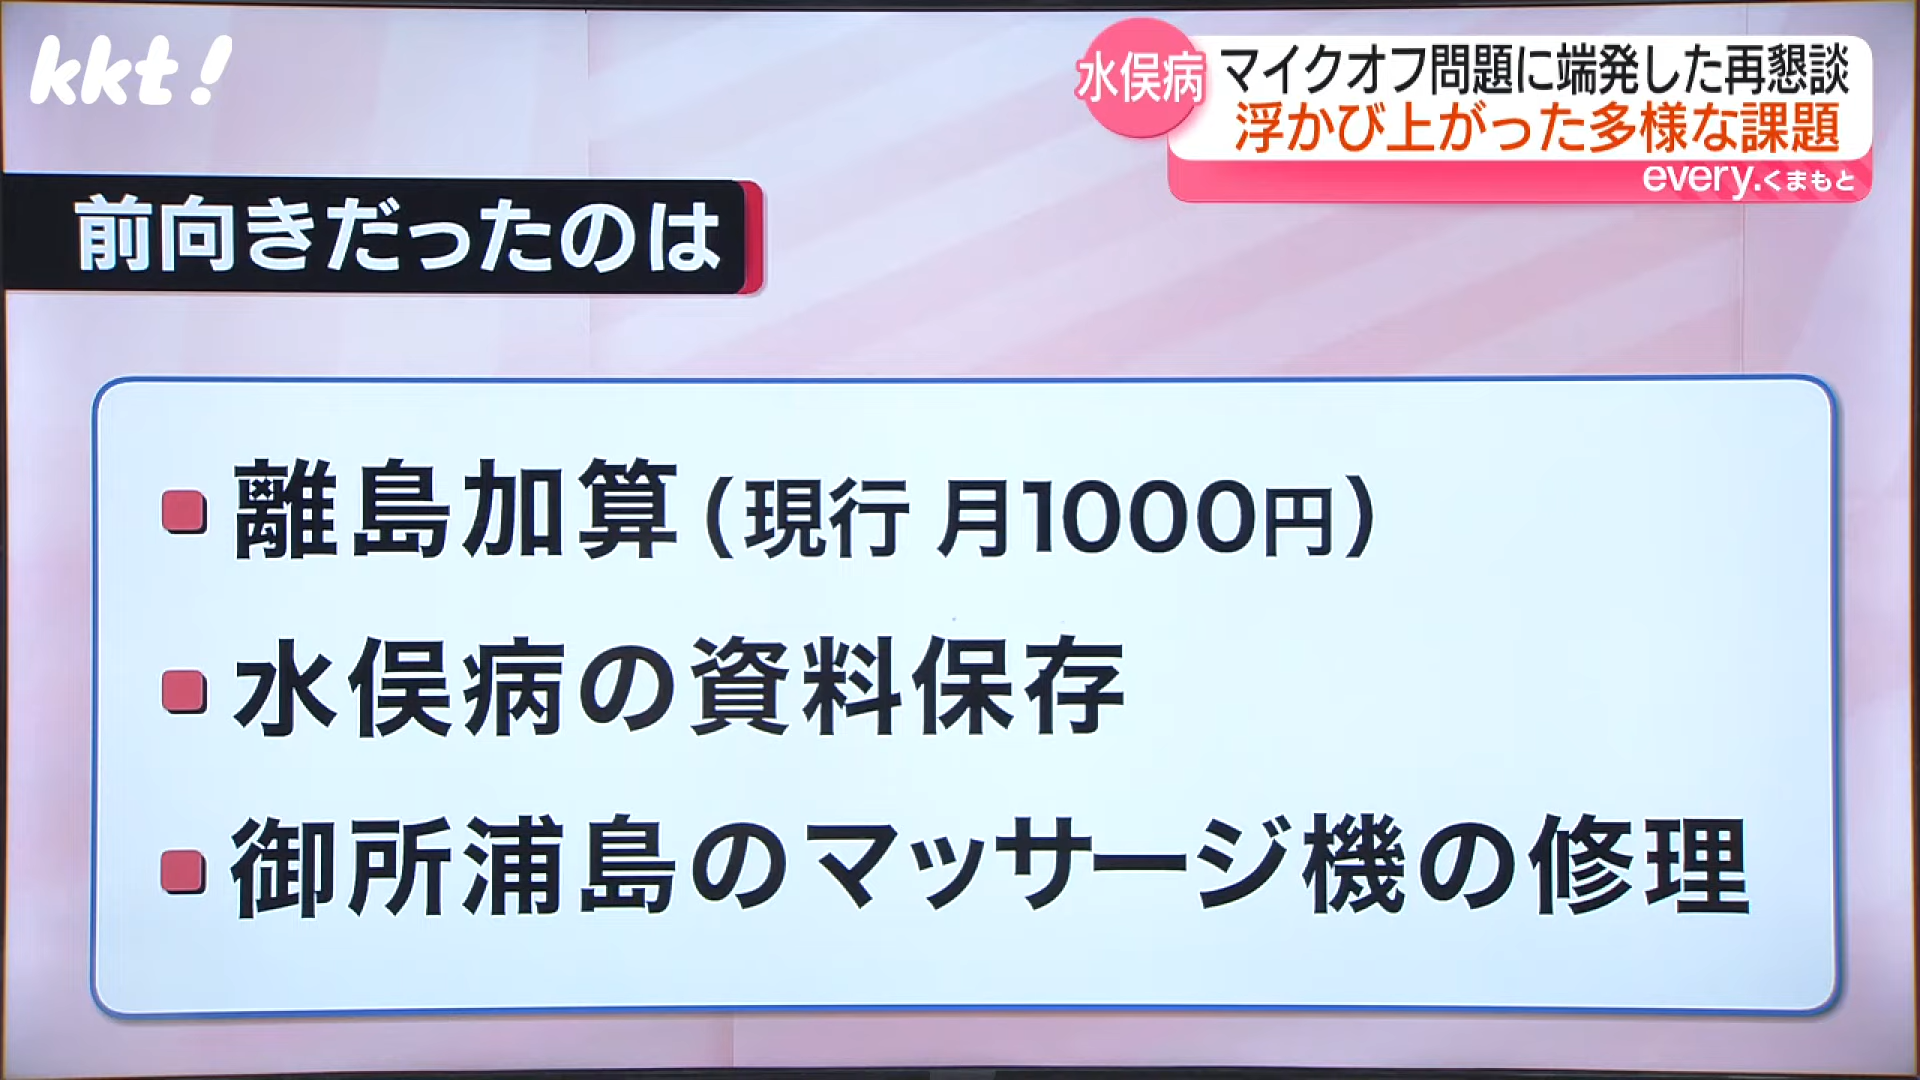 kkt!
水俣病
マイクオフ問題に端発した再懇談
浮かび上がった多様な課題
every.くまもと
前向きだったのは
離島加算(現行 月1000円)
水俣病の資料保存
御所浦島のマッサージ機の修理